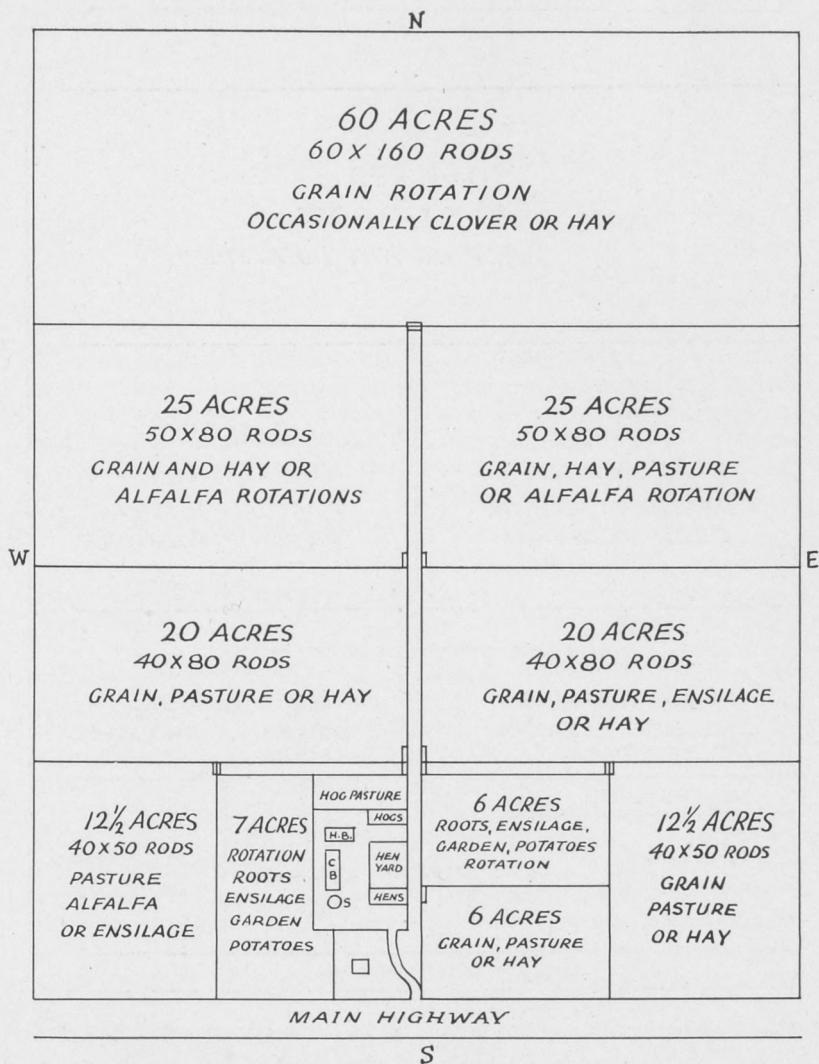 N
60 ACRES
60 X 160 RODS
GRAIN ROTATION
OCCASIONALLY CLOVER OR HAY
25 ACRES
50 X 80 RODS
GRAIN AND HAY OR
ALFALFA ROTATIONS
25 ACRES
50 X 80 RODS
GRAIN, HAY, PASTURE
OR ALFALFA ROTATION
W
E
20 ACRES
40 X 80 RODS
GRAIN, PASTURE OR HAY
20 ACRES
40 X 80 RODS
GRAIN, PASTURE, ENSILAGE
OR HAY
12½ ACRES
40 X 50 RODS
PASTURE
ALFALFA
OR ENSILAGE
7 ACRES
ROTATION
ROOTS
ENSILAGE
GARDEN
POTATOES
HOG PASTURE
HOGS
H.B.
C
B
HEN
YARD
S
HENS
6 ACRES
ROOTS, ENSILAGE,
GARDEN, POTATOES
ROTATION
6 ACRES
GRAIN, PASTURE
OR HAY
12½ ACRES
40 X 50 RODS
GRAIN
PASTURE
OR HAY
MAIN HIGHWAY
S